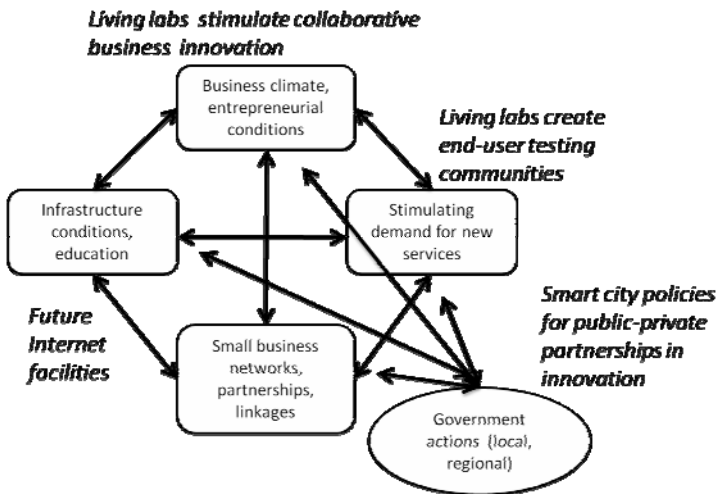 Living labs stimulate collaborative
business innovation
Business climate,
entrepreneurial
conditions
Living labs create
end-user testing
communities
Infrastructure
conditions,
education
Stimulating
demand for new
services
Future
Internet
facilities
Small business
networks,
partnerships,
linkages
Smart city policies
for public-private
partnerships in
innovation
Government
actions (local,
regional)